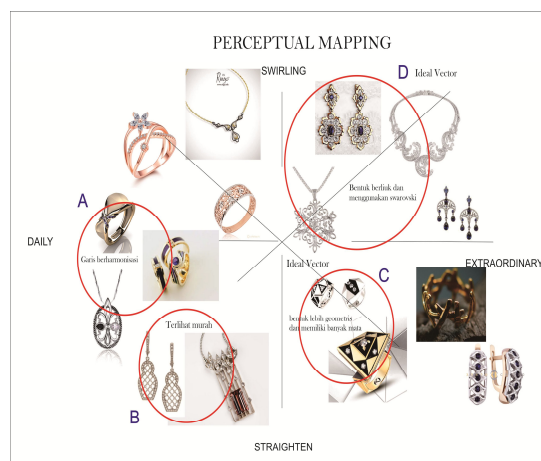 PERCEPTUAL MAPPING
SWIRLING
D
Ideal Vector
Bentuk berliuk dan
menggunakan swarovski
A
DAILY
Garis berharmonisasi
Ideal Vector
C
EXTRAORDINARY
bentuk lebih geometris
dan memiliki banyak mata
Terlihat murah
B
STRAIGHTEN